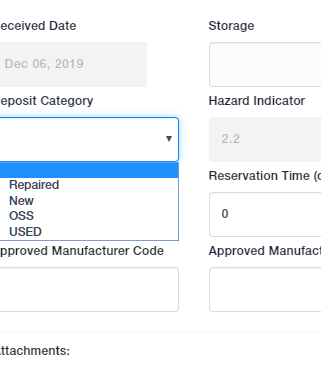 eceived Date
Storage
Dec 06, 2019
eposit Category
Hazard Indicator
2.2
Reservation Time (
Repaired
New
OSS
USED
0
pproved Manufacturer Code
Approved Manufact
ttachments: